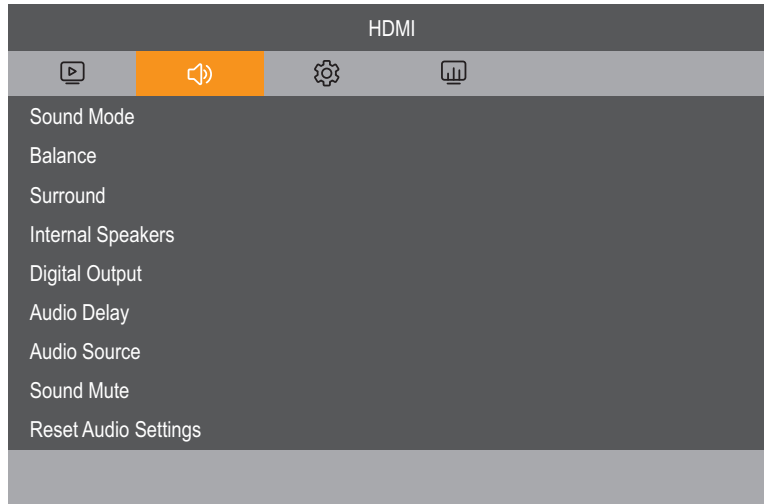 HDMI
Sound Mode
Balance
Surround
Internal Speakers
Digital Output
Audio Delay
Audio Source
Sound Mute
Reset Audio Settings